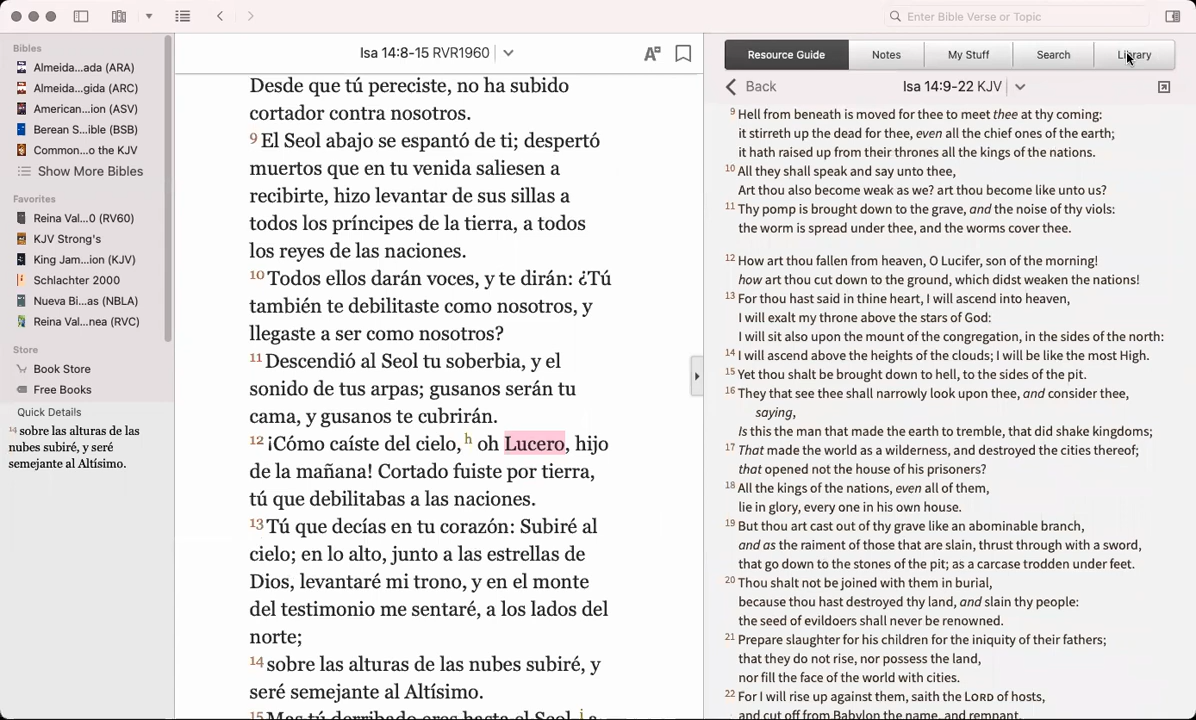 Enter Bible Verse or Topic
Bibles
Almeida...ada (ARA)
Almeida...gida (ARC)
American...ion (ASV)
Berean S...ible (BSB)
Common...o the KJV
Show More Bibles
Favorites
Reina Val...0 (RV60)
KJV Strong's
King Jam...ion (KJV)
Schlachter 2000
Nueva Bi...as (NBLA)
Reina Val...nea (RVC)
Store
Book Store
Free Books
Quick Details
14 sobre las alturas de las
nubes subiré, y seré
semejante al Altísimo.
Isa 14:8-15 RVR1960
Desde que tú pereciste, no ha subido
cortador contra nosotros.
9 El Seol abajo se espantó de ti; despertó
muertos que en tu venida saliesen a
recibirte, hizo levantar de sus sillas a
todos los príncipes de la tierra, a todos
los reyes de las naciones.
10 Todos ellos darán voces, y te dirán: ¿Tú
también te debilitaste como nosotros, y
llegaste a ser como nosotros?
11 Descendió al Seol tu soberbia, y el
sonido de tus arpas; gusanos serán tu
cama, y gusanos te cubrirán.
12 ¡Cómo caíste del cielo, h oh Lucero, hijo
de la mañana! Cortado fuiste por tierra,
tú que debilitabas a las naciones.
13 Tú que decías en tu corazón: Subiré al
cielo; en lo alto, junto a las estrellas de
Dios, levantaré mi trono, y en el monte
del testimonio me sentaré, a los lados del
norte;
14 sobre las alturas de las nubes subiré, y
seré semejante al Altísimo.
15 Mas tú derribado eres hasta el Seol, i a
Resource Guide
Notes
My Stuff
Search
Library
Back
Isa 14:9-22 KJV
9 Hell from beneath is moved for thee to meet thee at thy coming:
it stirreth up the dead for thee, even all the chief ones of the earth;
it hath raised up from their thrones all the kings of the nations.
10 All they shall speak and say unto thee,
Art thou also become weak as we? art thou become like unto us?
11 Thy pomp is brought down to the grave, and the noise of thy viols:
the worm is spread under thee, and the worms cover thee.
12 How art thou fallen from heaven, O Lucifer, son of the morning!
how art thou cut down to the ground, which didst weaken the nations!
13 For thou hast said in thine heart, I will ascend into heaven,
I will exalt my throne above the stars of God:
I will sit also upon the mount of the congregation, in the sides of the north:
14 I will ascend above the heights of the clouds; I will be like the most High.
15 Yet thou shalt be brought down to hell, to the sides of the pit.
16 They that see thee shall narrowly look upon thee, and consider thee,
saying,
Is this the man that made the earth to tremble, that did shake kingdoms;
17 That made the world as a wilderness, and destroyed the cities thereof;
that opened not the house of his prisoners?
18 All the kings of the nations, even all of them,
lie in glory, every one in his own house.
19 But thou art cast out of thy grave like an abominable branch,
and as the raiment of those that are slain, thrust through with a sword,
that go down to the stones of the pit; as a carcase trodden under feet.
20 Thou shalt not be joined with them in burial,
because thou hast destroyed thy land, and slain thy people:
the seed of evildoers shall never be renowned.
21 Prepare slaughter for his children for the iniquity of their fathers;
that they do not rise, nor possess the land,
nor fill the face of the world with cities.
22 For I will rise up against them, saith the LORD of hosts,
and cut off from Babylon the name, and remnant,